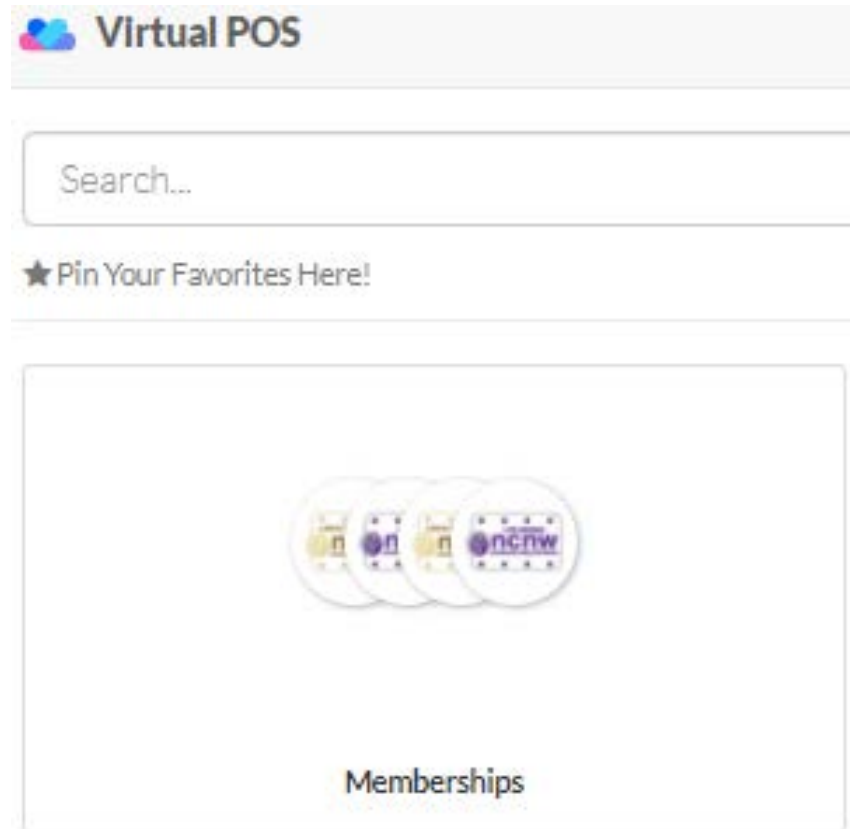 Virtual POS
Search...
Pin Your Favorites Here!
n n n ncnw
Memberships